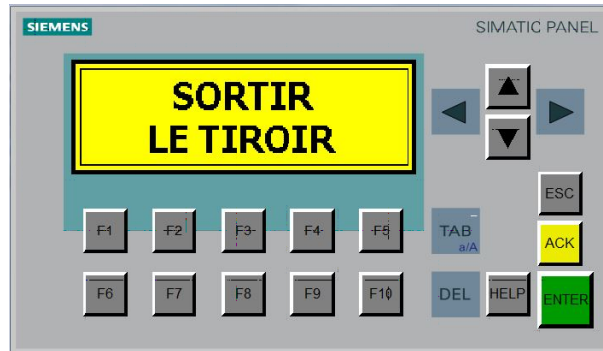 SIEMENS
SIMATIC PANEL
SORTIR
LE TIROIR
ESC
F1 F2 F3 F4 F5 TAB a/A ACK
F6 F7 F8 F9 F10 DEL HELP ENTER